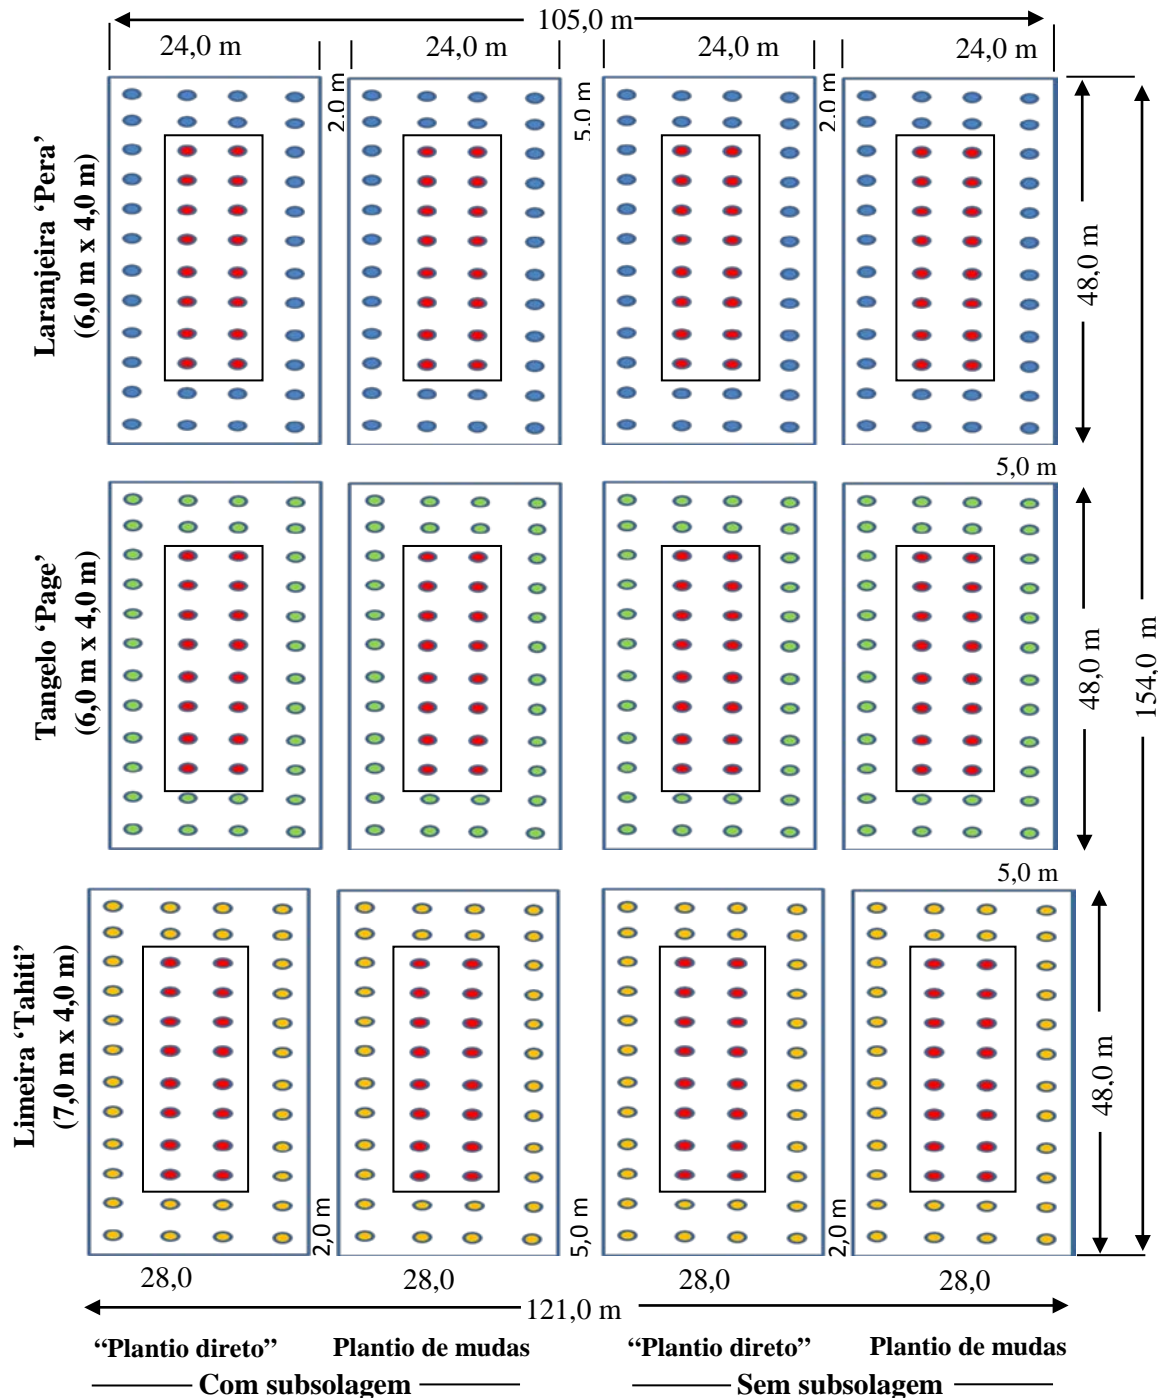 105,0 m
24,0 m 24,0 m 24,0 m 24,0 m
2.0 m 5.0 m 2.0 m
Laranjeira ‘Pera’
(6,0 m x 4,0 m)
48,0 m
5,0 m
Tangelo ‘Page’
(6,0 m x 4,0 m)
48,0 m
154,0 m
5,0 m
Limeira ‘Tahiti’
(7,0 m x 4,0 m)
48,0 m
2,0 m 5,0 m 2,0 m
28,0 28,0 28,0 28,0
121,0 m
“Plantio direto” Plantio de mudas “Plantio direto” Plantio de mudas
Com subsolagem Sem subsolagem